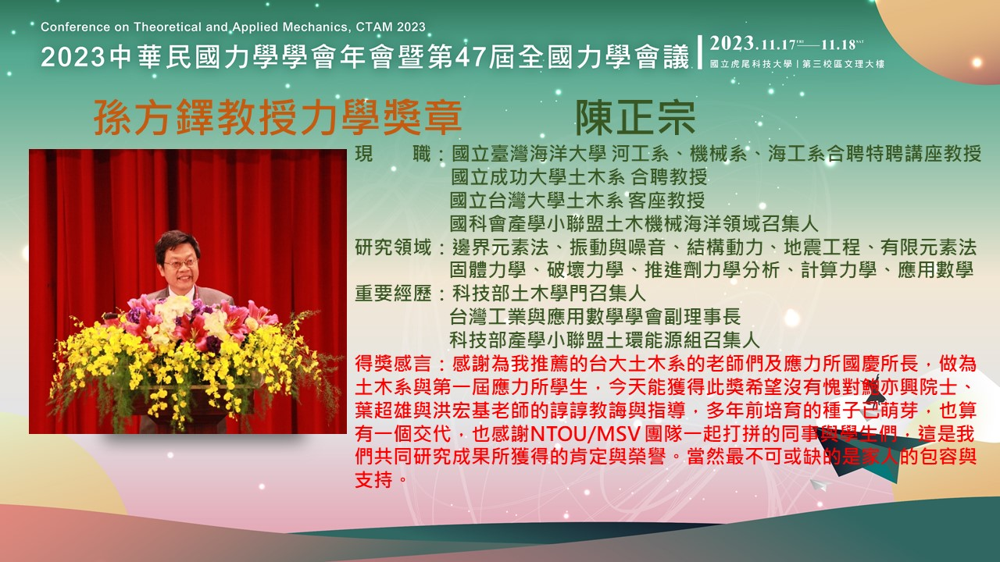 Conference on Theoretical and Applied Mechanics, CTAM 2023
2023中華民國力學學會年會暨第47屆全國力學會議
2023.11.17FRI.——11.18SAT
國立虎尾科技大學 | 第三校區文理大樓
孫方鐸教授力學獎章 陳正宗
現 職：國立臺灣海洋大學 河工系、機械系、海工系合聘特聘講座教授
國立成功大學土木系 合聘教授
國立台灣大學土木系 客座教授
國科會產學小聯盟土木機械海洋領域召集人
研究領域：邊界元素法、振動與噪音、結構動力、地震工程、有限元素法
固體力學、破壞力學、推進劑力學分析、計算力學、應用數學
重要經歷：科技部土木學門召集人
台灣工業與應用數學學會副理事長
科技部產學小聯盟土環能源組召集人
得獎感言：感謝為我推薦的台大土木系的老師們及應力所國慶所長，做為
土木系與第一屆應力所學生，今天能獲得此獎希望沒有愧對鮑亦興院士、
葉超雄與洪宏基老師的諄諄教誨與指導，多年前培育的種子已萌芽，也算
有一個交代，也感謝NTOU/MSV團隊一起打拼的同事與學生們，這是我
們共同研究成果所獲得的肯定與榮譽。當然最不可或缺的是家人的包容與
支持。